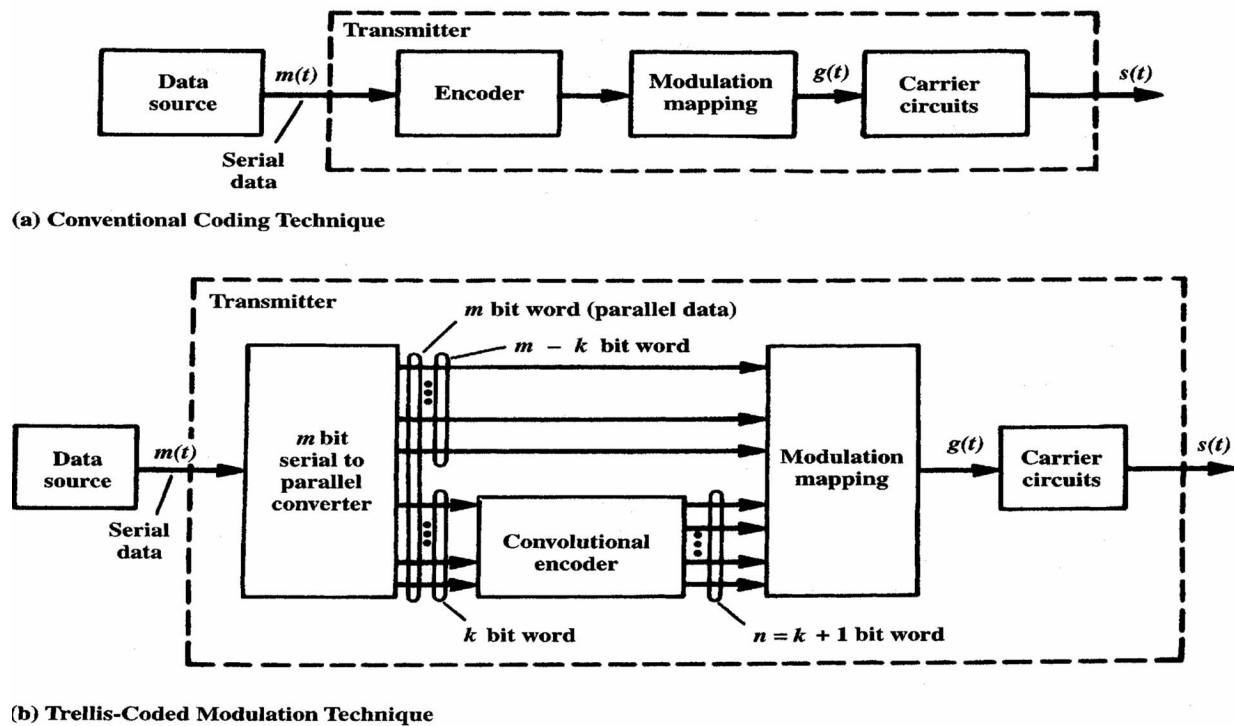 Transmitter
Data source
m(t)
Serial data
Encoder
Modulation mapping
g(t)
Carrier circuits
s(t)
(a) Conventional Coding Technique
Transmitter
m bit word (parallel data)
m – k bit word
Data source
m(t)
Serial data
m bit serial to parallel converter
Convolutional encoder
k bit word
n = k + 1 bit word
Modulation mapping
g(t)
Carrier circuits
s(t)
(b) Trellis-Coded Modulation Technique